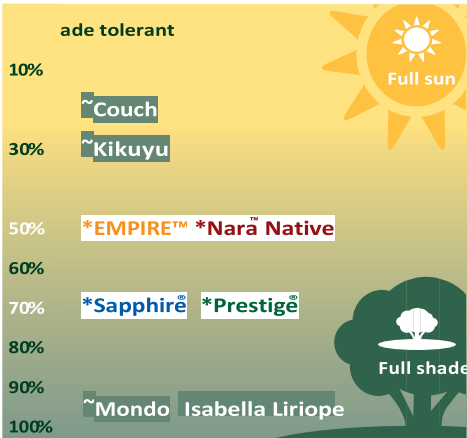 ade tolerant
10%
Full sun
~Couch
30%
~Kikuyu
50%
*EMPIRE™ *Nara™ Native
60%
70%
*Sapphire® *Prestige®
80%
Full shade
90%
~Mondo Isabella Liriope
100%